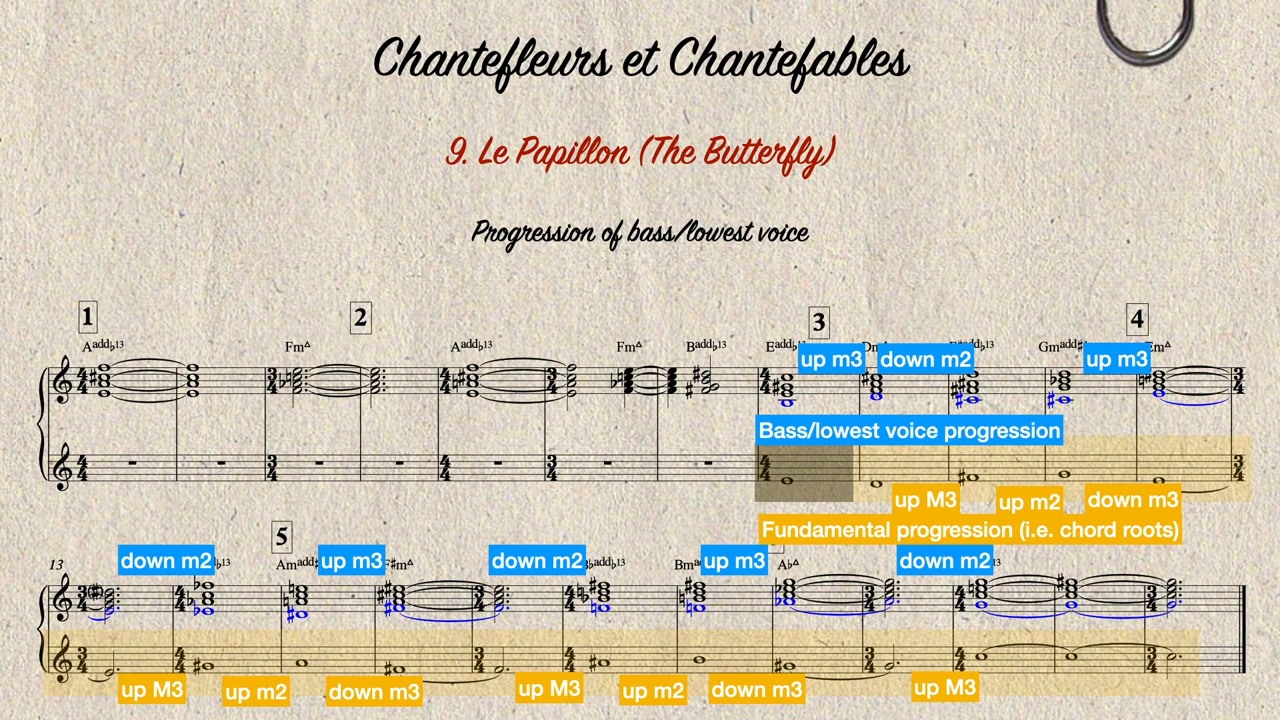 Chantefleurs et Chantefables
9. Le Papillon (The Butterfly)
Progression of bass/lowest voice
1 2 3 4
Aadd♭13 Fm△ Aadd♭13 Fm△ Badd♭13
up m3 down m2 up m3
Bass/lowest voice progression
up M3 up m2 down m3
Fundamental progression (i.e. chord roots)
5
13 down m2 up m3 down m2 up m3 A♭△ down m2
up M3 up m2 down m3 up M3 up m2 down m3 up M3